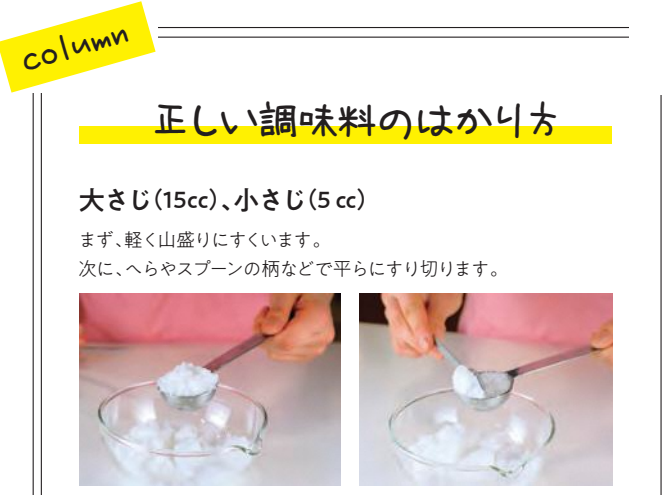 column
正しい調味料のはかり方
大さじ(15cc)、小さじ(5 cc)
まず、軽く山盛りにすくいます。
次に、へらやスプーンの柄などで平らにすり切ります。